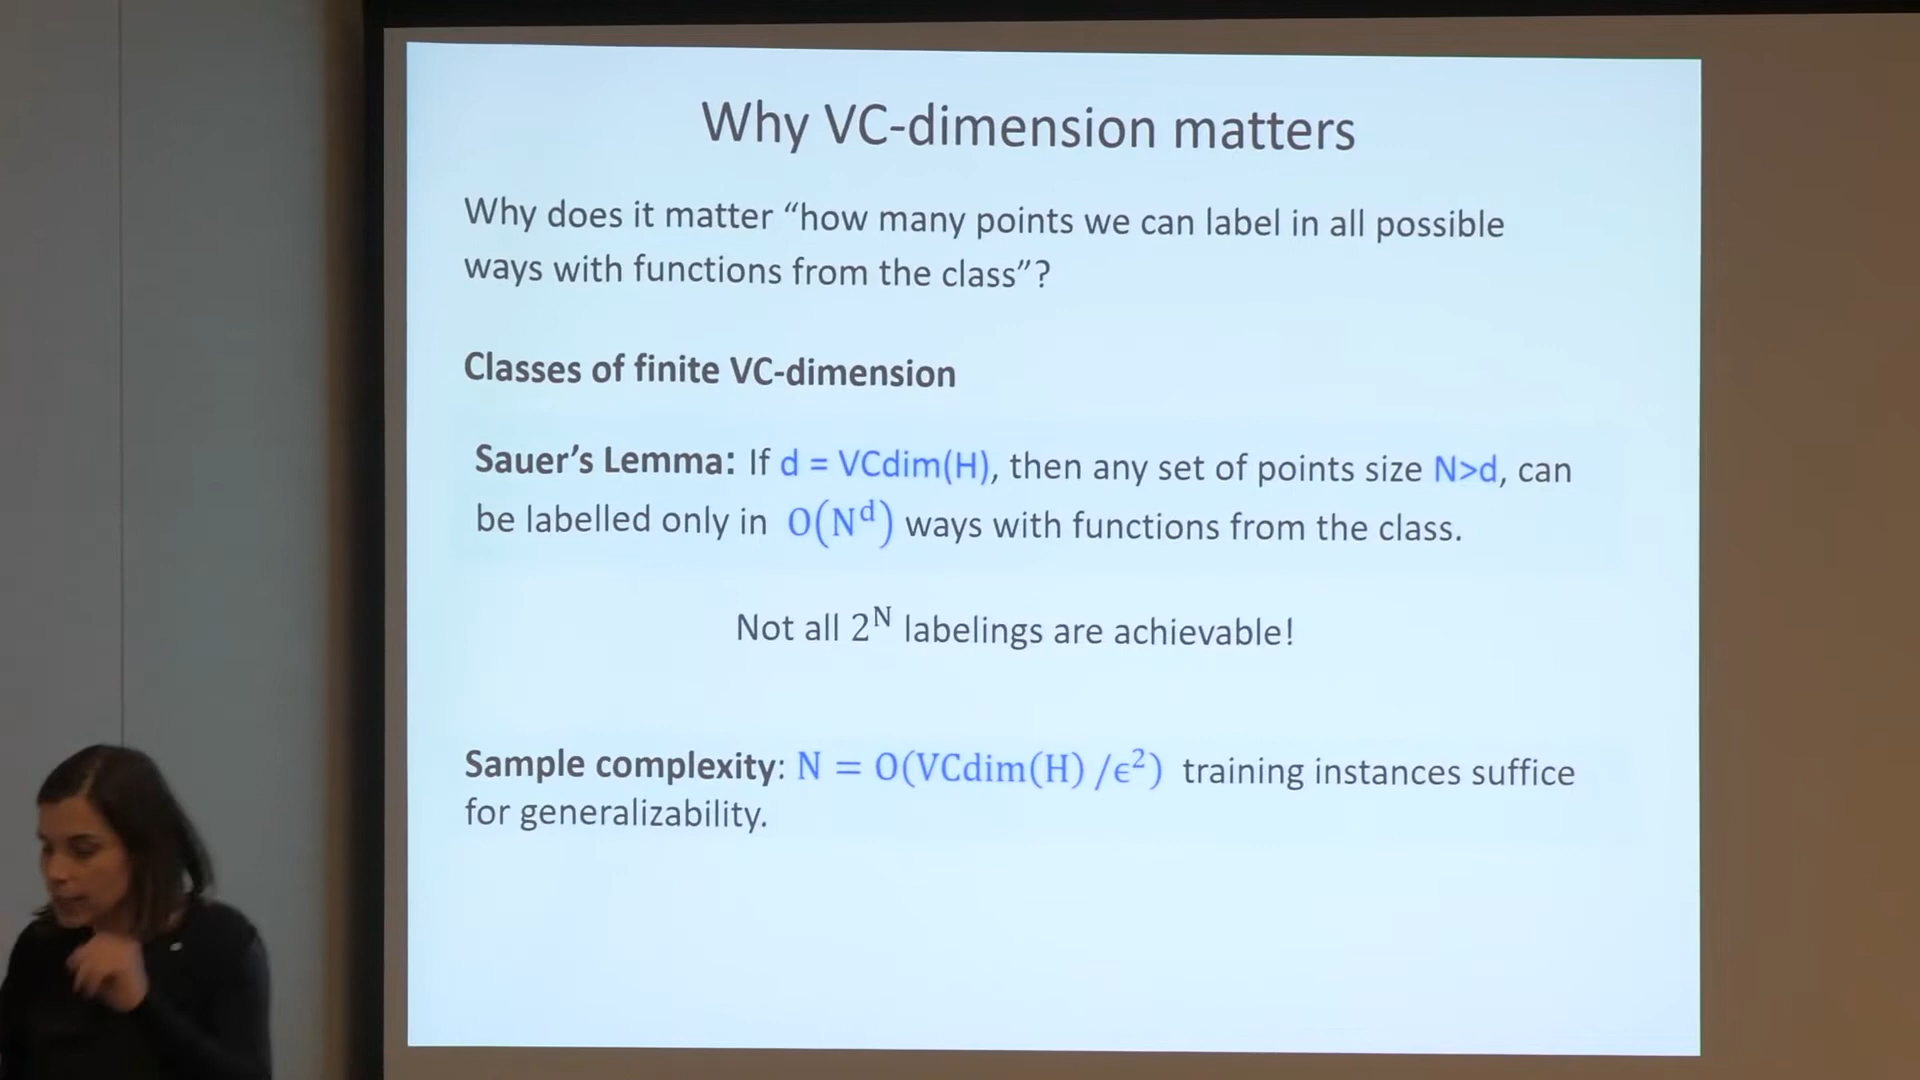 Why VC-dimension matters
Why does it matter “how many points we can label in all possible
ways with functions from the class”?
Classes of finite VC-dimension
Sauer’s Lemma: If d = VCdim(H), then any set of points size N>d, can
be labelled only in O(N^d) ways with functions from the class.
Not all 2^N labelings are achievable!
Sample complexity: N = O(VCdim(H) /ϵ²) training instances suffice
for generalizability.